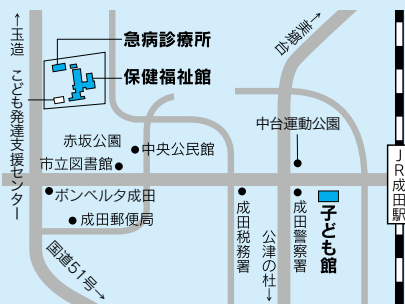 ←玉造
こども発達支援センター
急病診療所
保健福祉館
←美郷台
中台運動公園
赤坂公園
中央公民館
市立図書館
ボンベルタ成田
成田郵便局
国道51号→
成田税務署
公津の杜→
成田警察署
子ども館
JR成田駅